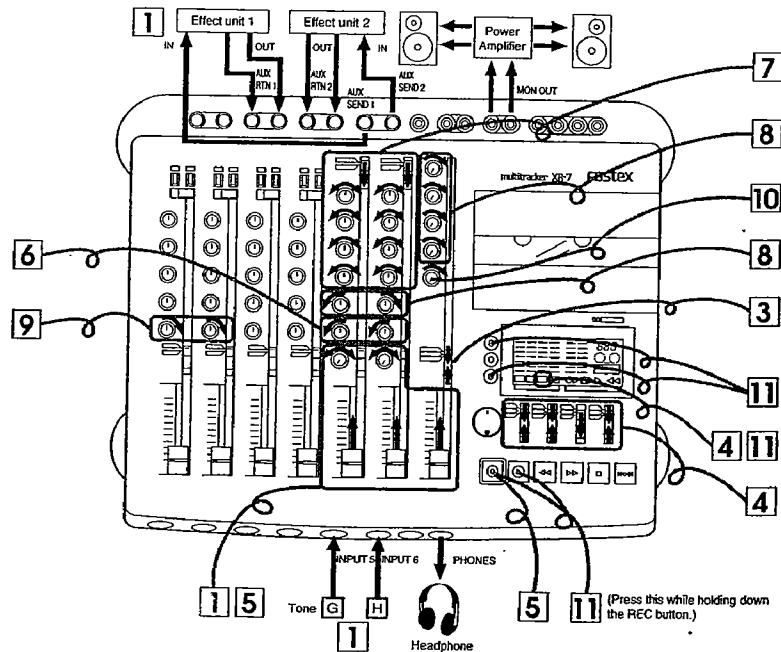 1
Effect unit 1
Effect unit 2
IN
OUT
OUT
IN
Power
Amplifier
AUX
RTN 1
AUX
RTN 2
AUX
SEND 1
AUX
SEND 2
MON OUT
7
8
multitracker XR-7 Fostex
10
6
8
9
3
11
4 11
4
INPUT 5
INPUT 6
PHONES
1 5
Tone
G
H
1
Headphone
5
11
(Press this while holding down
the REC button.)